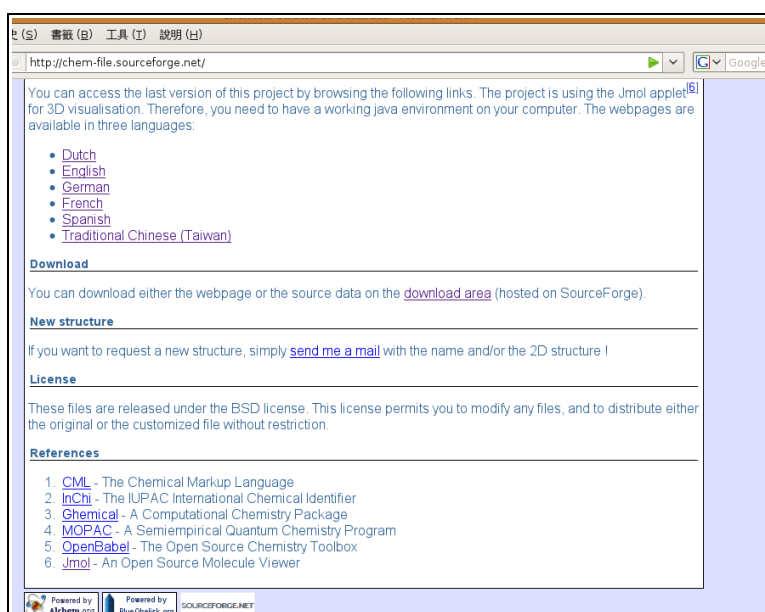 史 (S) 書籤 (B) 工具 (T) 說明 (H)
http://chem-file.sourceforge.net/
G Google
You can access the last version of this project by browsing the following links. The project is using the Jmol applet[6]
for 3D visualisation. Therefore, you need to have a working java environment on your computer. The webpages are
available in three languages:
• Dutch
• English
• German
• French
• Spanish
• Traditional Chinese (Taiwan)
Download
You can download either the webpage or the source data on the download area (hosted on SourceForge).
New structure
If you want to request a new structure, simply send me a mail with the name and/or the 2D structure !
License
These files are released under the BSD license. This license permits you to modify any files, and to distribute either
the original or the customized file without restriction.
References
1. CML - The Chemical Markup Language
2. InChi - The IUPAC International Chemical Identifier
3. Ghemical - A Computational Chemistry Package
4. MOPAC - A Semiempirical Quantum Chemistry Program
5. OpenBabel - The Open Source Chemistry Toolbox
6. Jmol - An Open Source Molecule Viewer
Powered by
Alchem.org
Powered by
BlueObelisk.org
SOURCEFORGE.NET